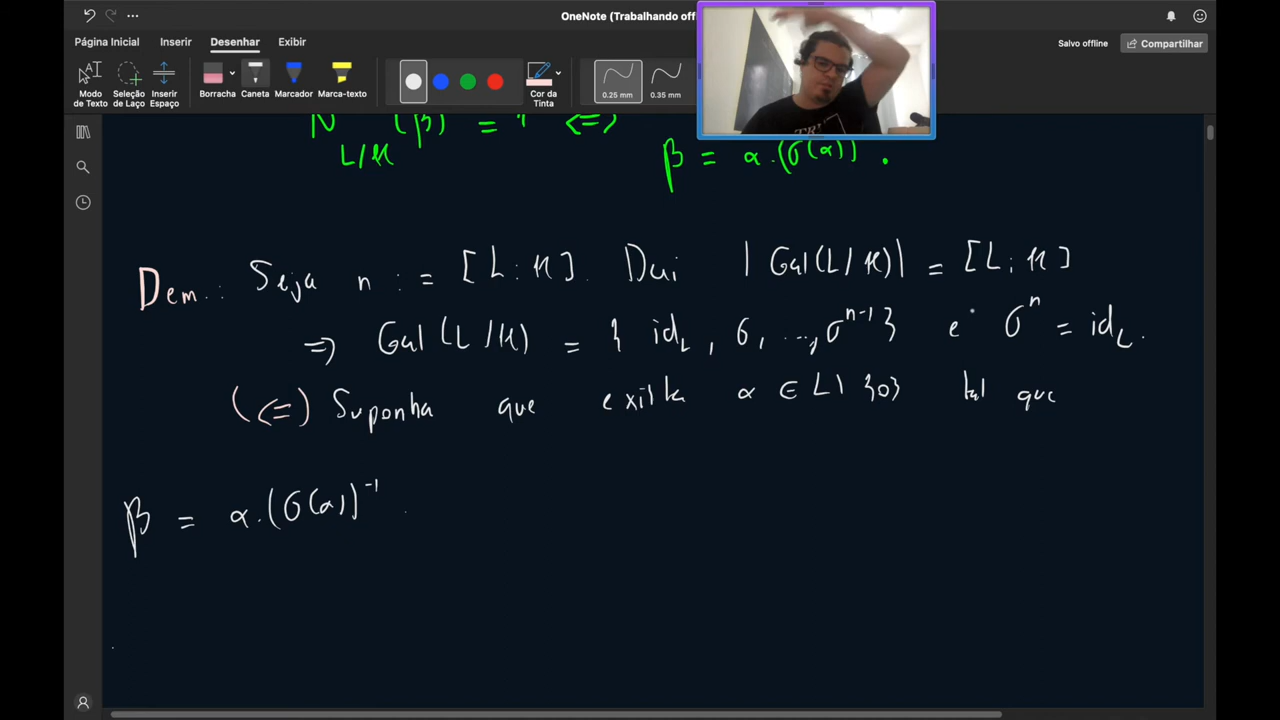 OneNote (Trabalhando off
Salvo offline
Compartilhar
Página Inicial Inserir Desenhar Exibir
Modo de Texto
Seleção de Laço
Inserir Espaço
Borracha
Caneta
Marcador
Marca-texto
Cor da Tinta
0.25 mm
0.35 mm
N_{L/K} (β) = 1 <=>
β = α.(σ(α)) .
Dem.: Seja n := [L:K]. Daí |Gal(L/K)| = [L:K]
=> Gal(L/K) = { id_L, σ, ..., σ^{n-1} } e σ^n = id_L.
(<=) Suponha que exista α ∈ L\{0} tal que
β = α.(σ(α))^{-1}